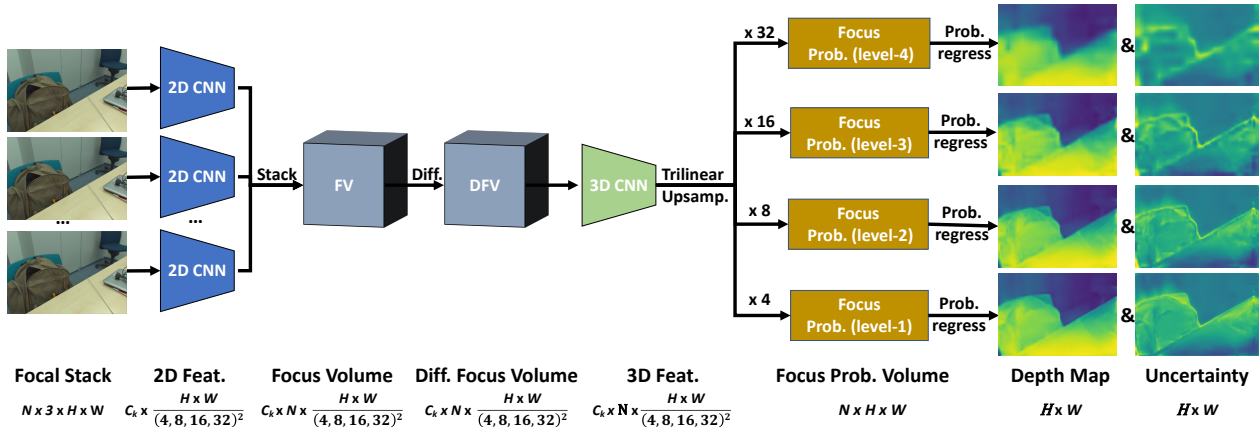 2D CNN
2D CNN
...
...
2D CNN
Stack
FV
Diff.
DFV
3D CNN
Trilinear
Upsamp.
x 32
Focus
Prob. (level-4)
Prob.
regress
&
x 16
Focus
Prob. (level-3)
Prob.
regress
&
x 8
Focus
Prob. (level-2)
Prob.
regress
&
x 4
Focus
Prob. (level-1)
Prob.
regress
&
Focal Stack
N x 3 x H x W
2D Feat.
C_k x H x W / (4, 8, 16, 32)²
Focus Volume
C_k x N x H x W / (4, 8, 16, 32)²
Diff. Focus Volume
C_k x N x H x W / (4, 8, 16, 32)²
3D Feat.
C_k x N x H x W / (4, 8, 16, 32)²
Focus Prob. Volume
N x H x W
Depth Map
H x W
Uncertainty
H x W